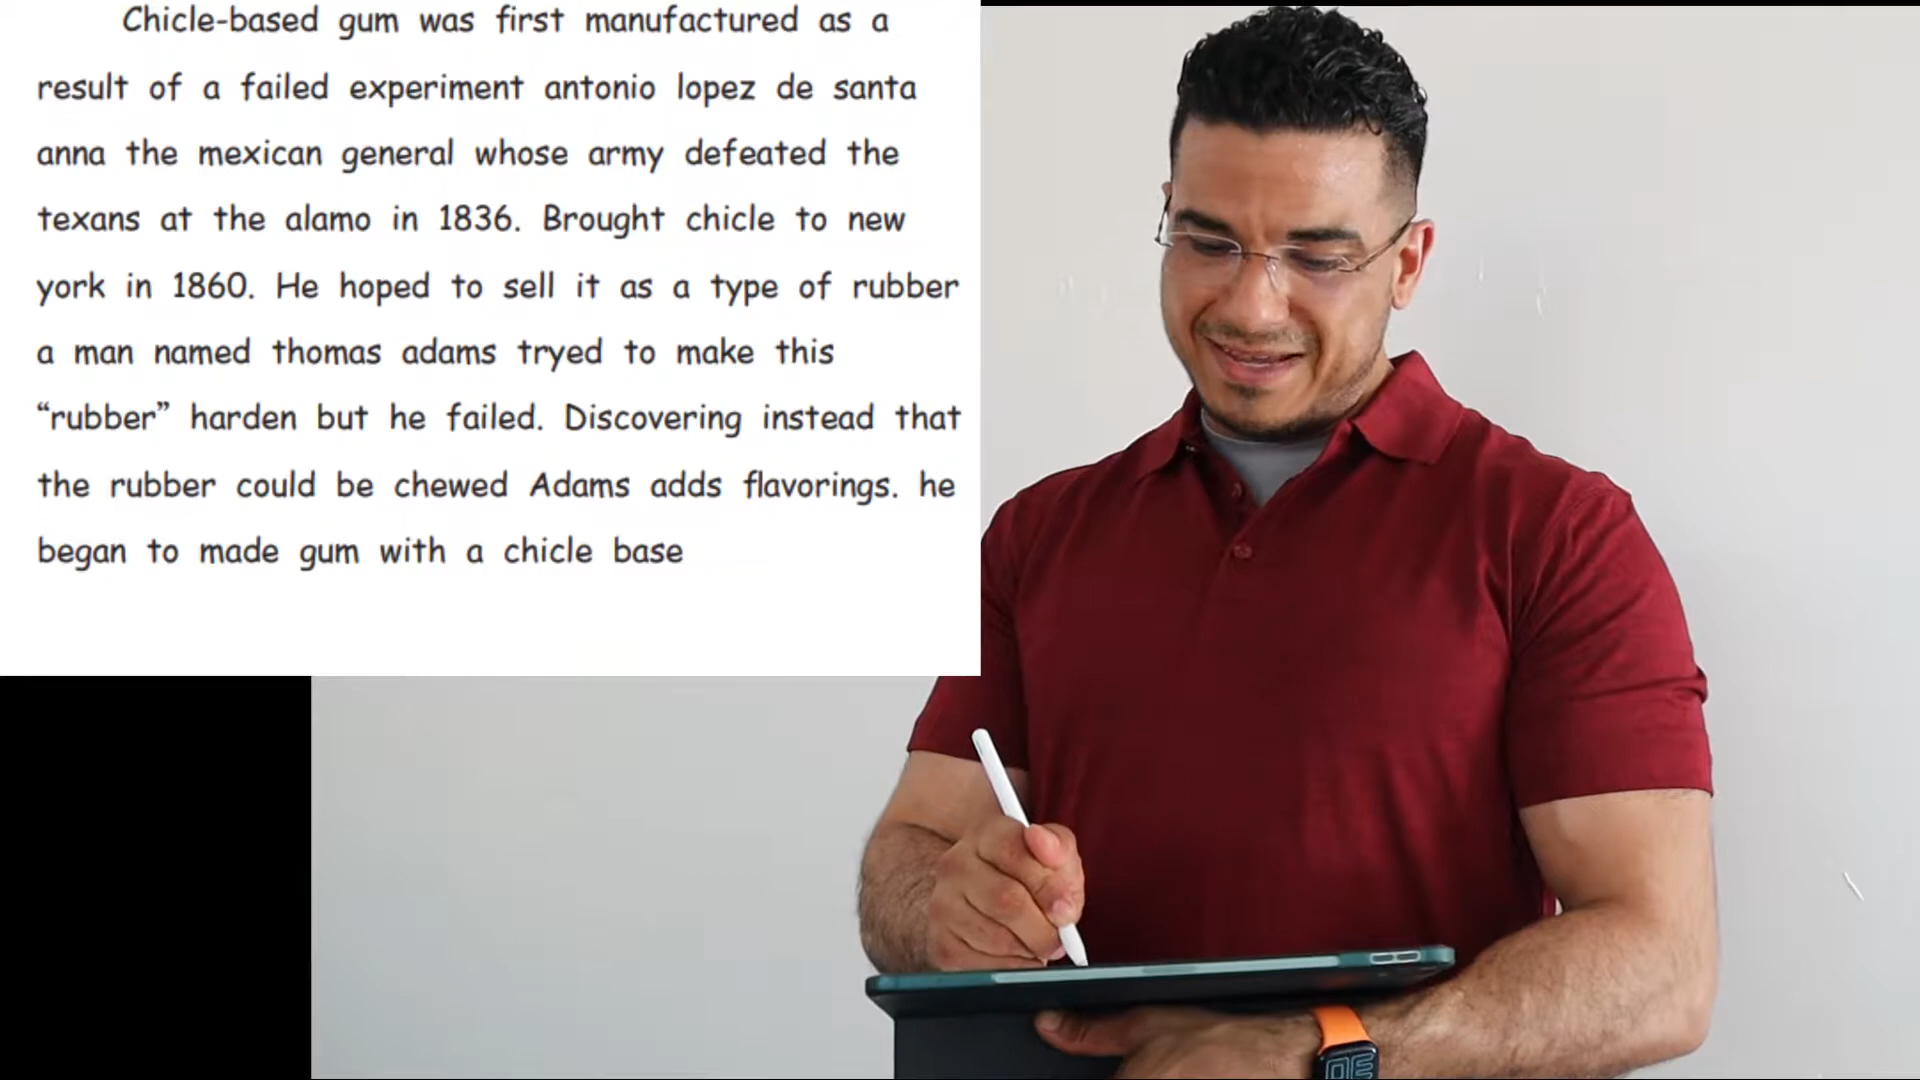 Chicle-based gum was first manufactured as a
result of a failed experiment antonio lopez de santa
anna the mexican general whose army defeated the
texans at the alamo in 1836. Brought chicle to new
york in 1860. He hoped to sell it as a type of rubber
a man named thomas adams tryed to make this
“rubber” harden but he failed. Discovering instead that
the rubber could be chewed Adams adds flavorings. he
began to made gum with a chicle base